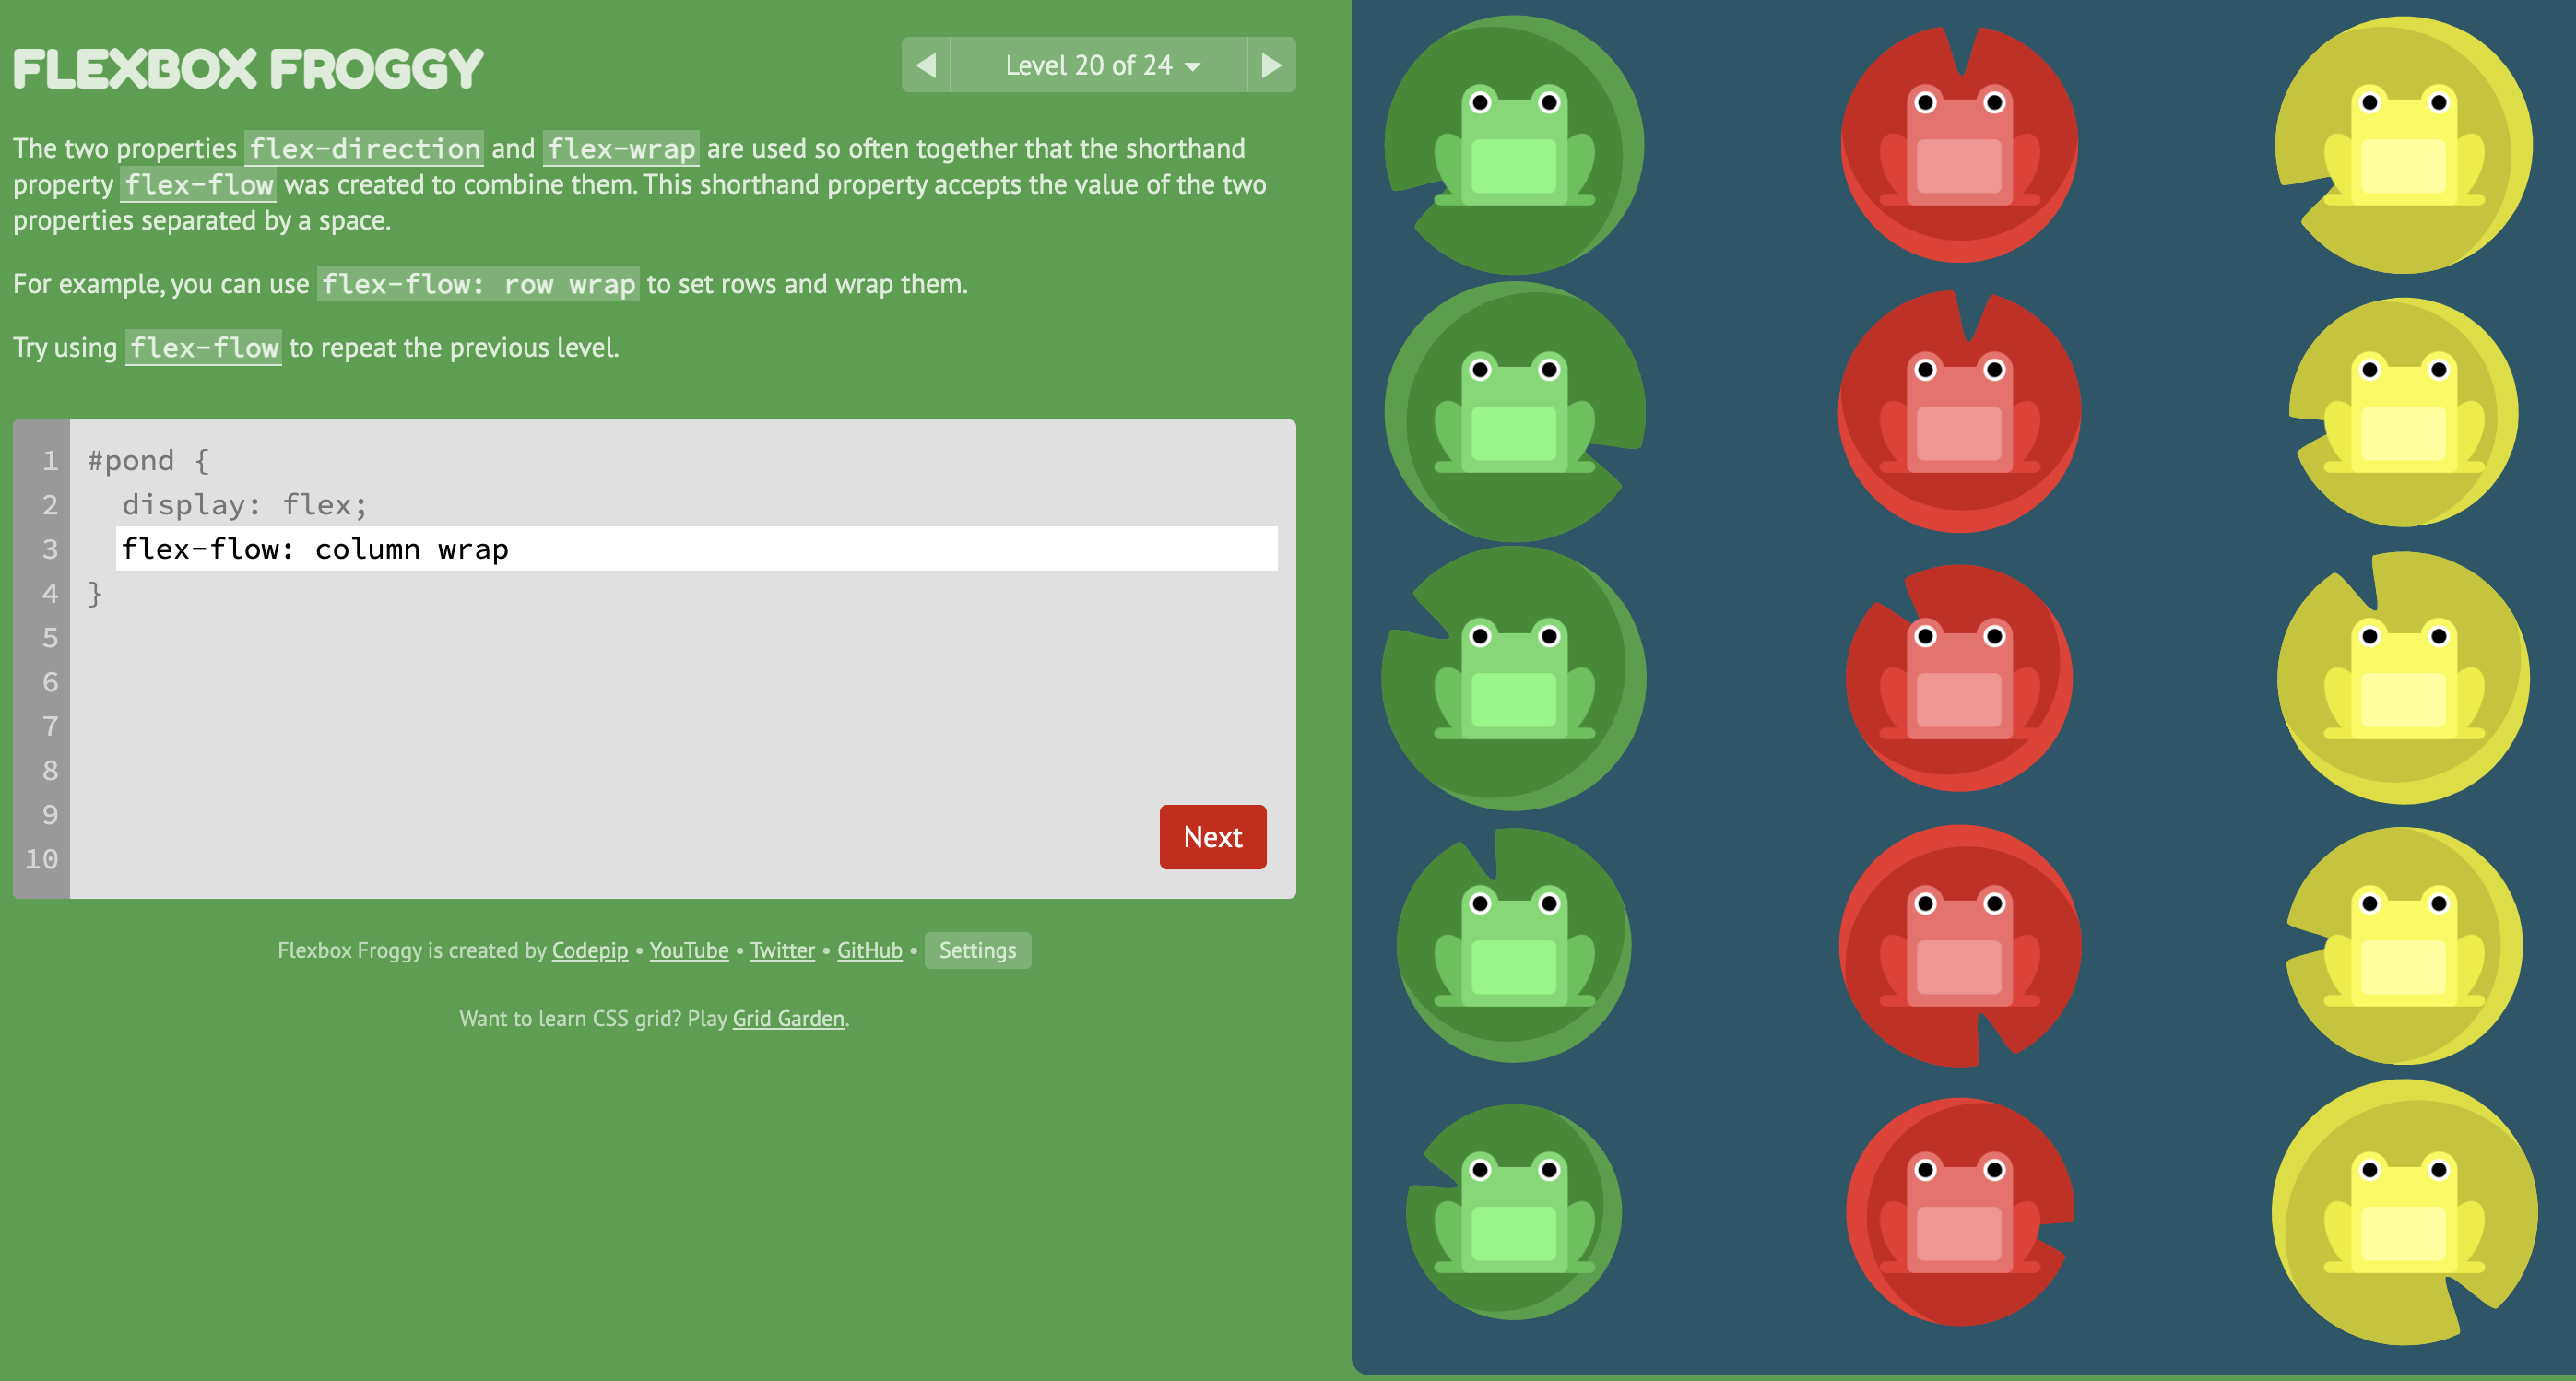 FLEXBOX FROGGY
Level 20 of 24
The two properties flex-direction and flex-wrap are used so often together that the shorthand
property flex-flow was created to combine them. This shorthand property accepts the value of the two
properties separated by a space.
For example, you can use flex-flow: row wrap to set rows and wrap them.
Try using flex-flow to repeat the previous level.
1 #pond {
2 display: flex;
3 flex-flow: column wrap
4 }
5
6
7
8
9
10
Next
Flexbox Froggy is created by Codepip • YouTube • Twitter • GitHub • Settings
Want to learn CSS grid? Play Grid Garden.